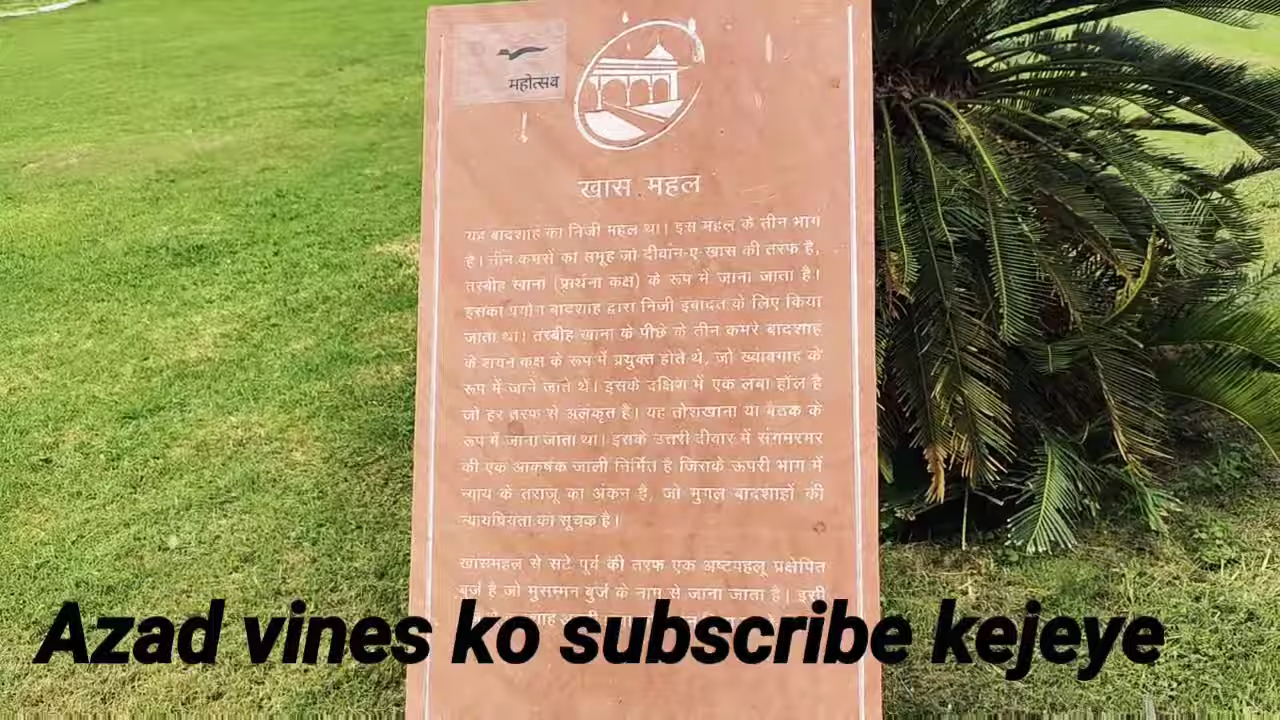 महोत्सव
खास महल
यह बादशाह का निजी महल था। इस महल के तीन भाग
है। तीन कमरों का समूह जो दीवान-ए-खास की तरफ है,
तस्बीह खाना (प्रार्थना कक्ष) के रूप में जाना जाता है।
इसका प्रयोग बादशाह द्वारा निजी इबादत के लिए किया
जाता था। तस्बीह खाना के पीछे के तीन कमरे बादशाह
के शयन कक्ष के रूप में प्रयुक्त होते थे, जो ख्वाबगाह के
रूप में जाने जाते थे। इसके दक्षिण में एक लंबा हॉल है
जो हर तरफ से अलंकृत है। यह तोशखाना या बैठक के
रूप में जाना जाता था। इसके उत्तरी दीवार में संगमरमर
की एक आकर्षक जाली निर्मित है जिसके ऊपरी भाग में
न्याय के तराजू का अंकन है, जो मुगल बादशाहों की
न्यायप्रियता का सूचक है।
खासमहल से सटे पूर्व की तरफ एक अष्टपहलू प्रक्षेपित
बुर्ज है जो मुसम्मन बुर्ज के नाम से जाना जाता है। इसी
Azad vines ko subscribe kejeye